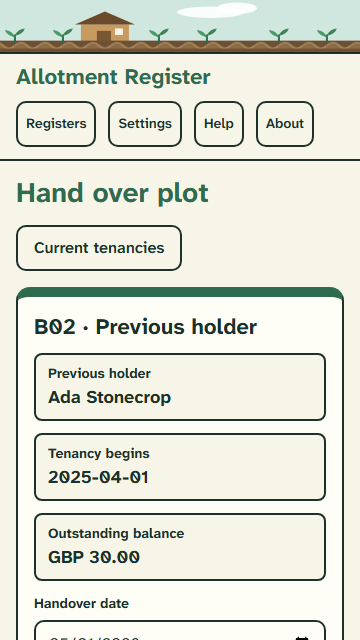 Allotment Register
Registers
Settings
Help
About
Hand over plot
Current tenancies
B02 · Previous holder
Previous holder
Ada Stonecrop
Tenancy begins
2025-04-01
Outstanding balance
GBP 30.00
Handover date